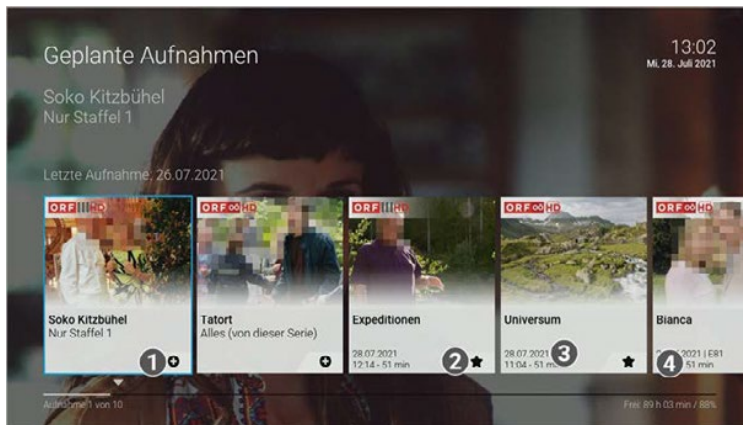 Geplante Aufnahmen
13:02
Mi, 28. Juli 2021
Soko Kitzbühel
Nur Staffel 1
Letzte Aufnahme: 26.07.2021
ORF III HD
ORF OÖ HD
ORF III HD
ORF OÖ HD
ORF OÖ HD
Soko Kitzbühel
Nur Staffel 1
1
Tatort
Alles (von dieser Serie)
Expeditionen
28.07.2021
12:14 - 51 min
2
Universum
28.07.2021
11:04 - 51 min
3
Bianca
2021 | E81
51 min
4
Aufnahme 1 von 10
Frei: 89 h 03 min / 88%